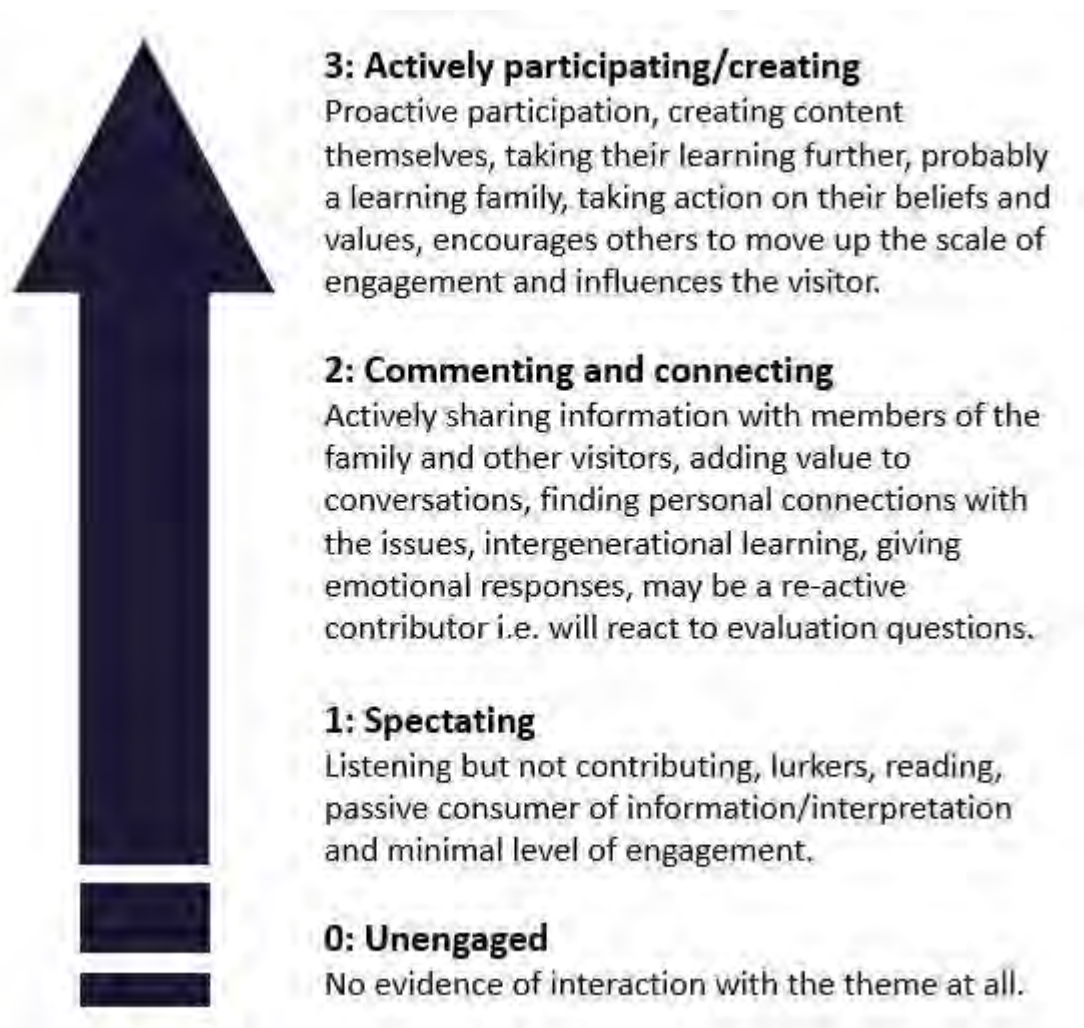 3: Actively participating/creating
Proactive participation, creating content
themselves, taking their learning further, probably
a learning family, taking action on their beliefs and
values, encourages others to move up the scale of
engagement and influences the visitor.
2: Commenting and connecting
Actively sharing information with members of the
family and other visitors, adding value to
conversations, finding personal connections with
the issues, intergenerational learning, giving
emotional responses, may be a re-active
contributor i.e. will react to evaluation questions.
1: Spectating
Listening but not contributing, lurkers, reading,
passive consumer of information/interpretation
and minimal level of engagement.
0: Unengaged
No evidence of interaction with the theme at all.